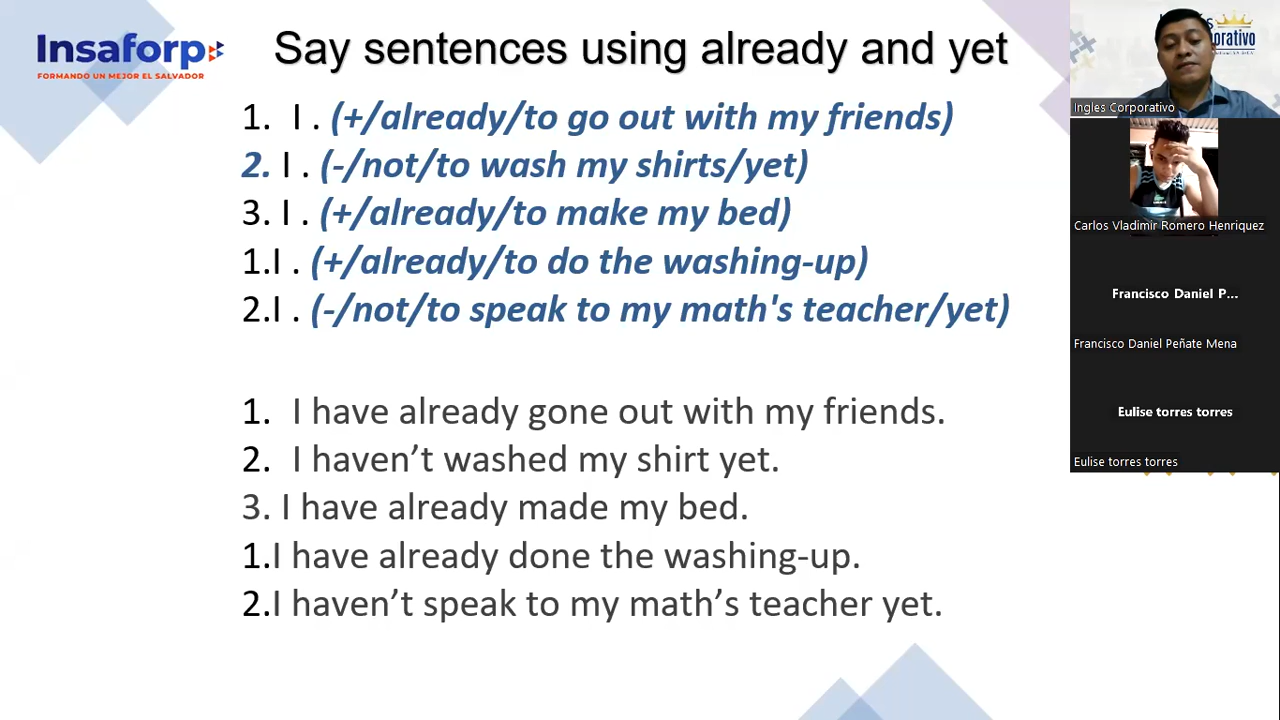 Insaforp
FORMANDO UN MEJOR EL SALVADOR
Say sentences using already and yet
1. I . (+/already/to go out with my friends)
2. I . (-/not/to wash my shirts/yet)
3. I . (+/already/to make my bed)
1.I . (+/already/to do the washing-up)
2.I . (-/not/to speak to my math's teacher/yet)
1. I have already gone out with my friends.
2. I haven’t washed my shirt yet.
3. I have already made my bed.
1.I have already done the washing-up.
2.I haven’t speak to my math’s teacher yet.
Ingles Corporativo
Carlos Vladimir Romero Henriquez
Francisco Daniel P...
Francisco Daniel Peñate Mena
Eulise torres torres
Eulise torres torres